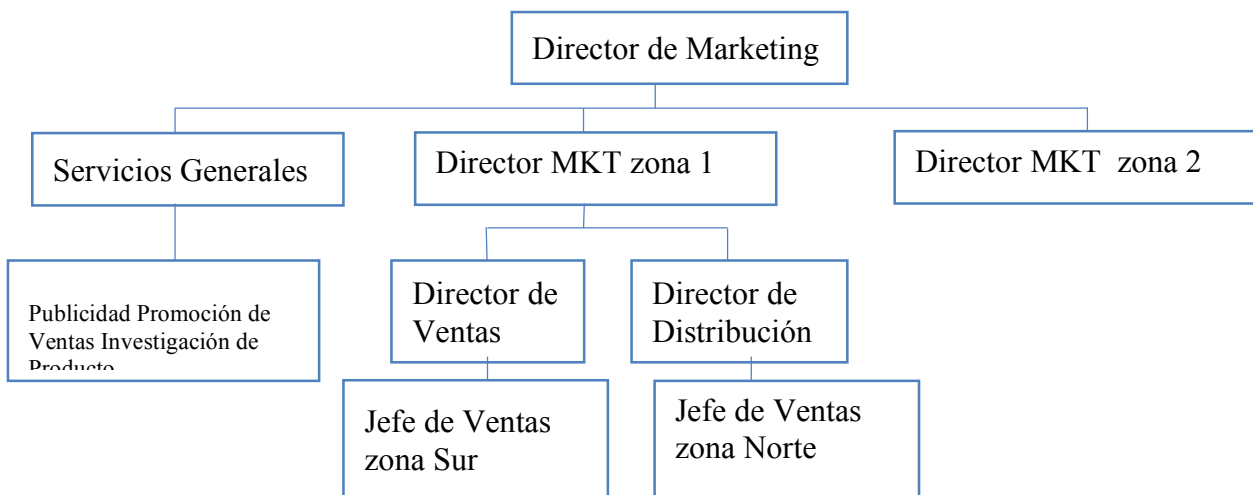 Director de Marketing
Servicios Generales
Director MKT zona 1
Director MKT  zona 2
Publicidad Promoción de
Ventas Investigación de
Producto
Director de
Ventas
Director de
Distribución
Jefe de Ventas
zona Sur
Jefe de Ventas
zona Norte